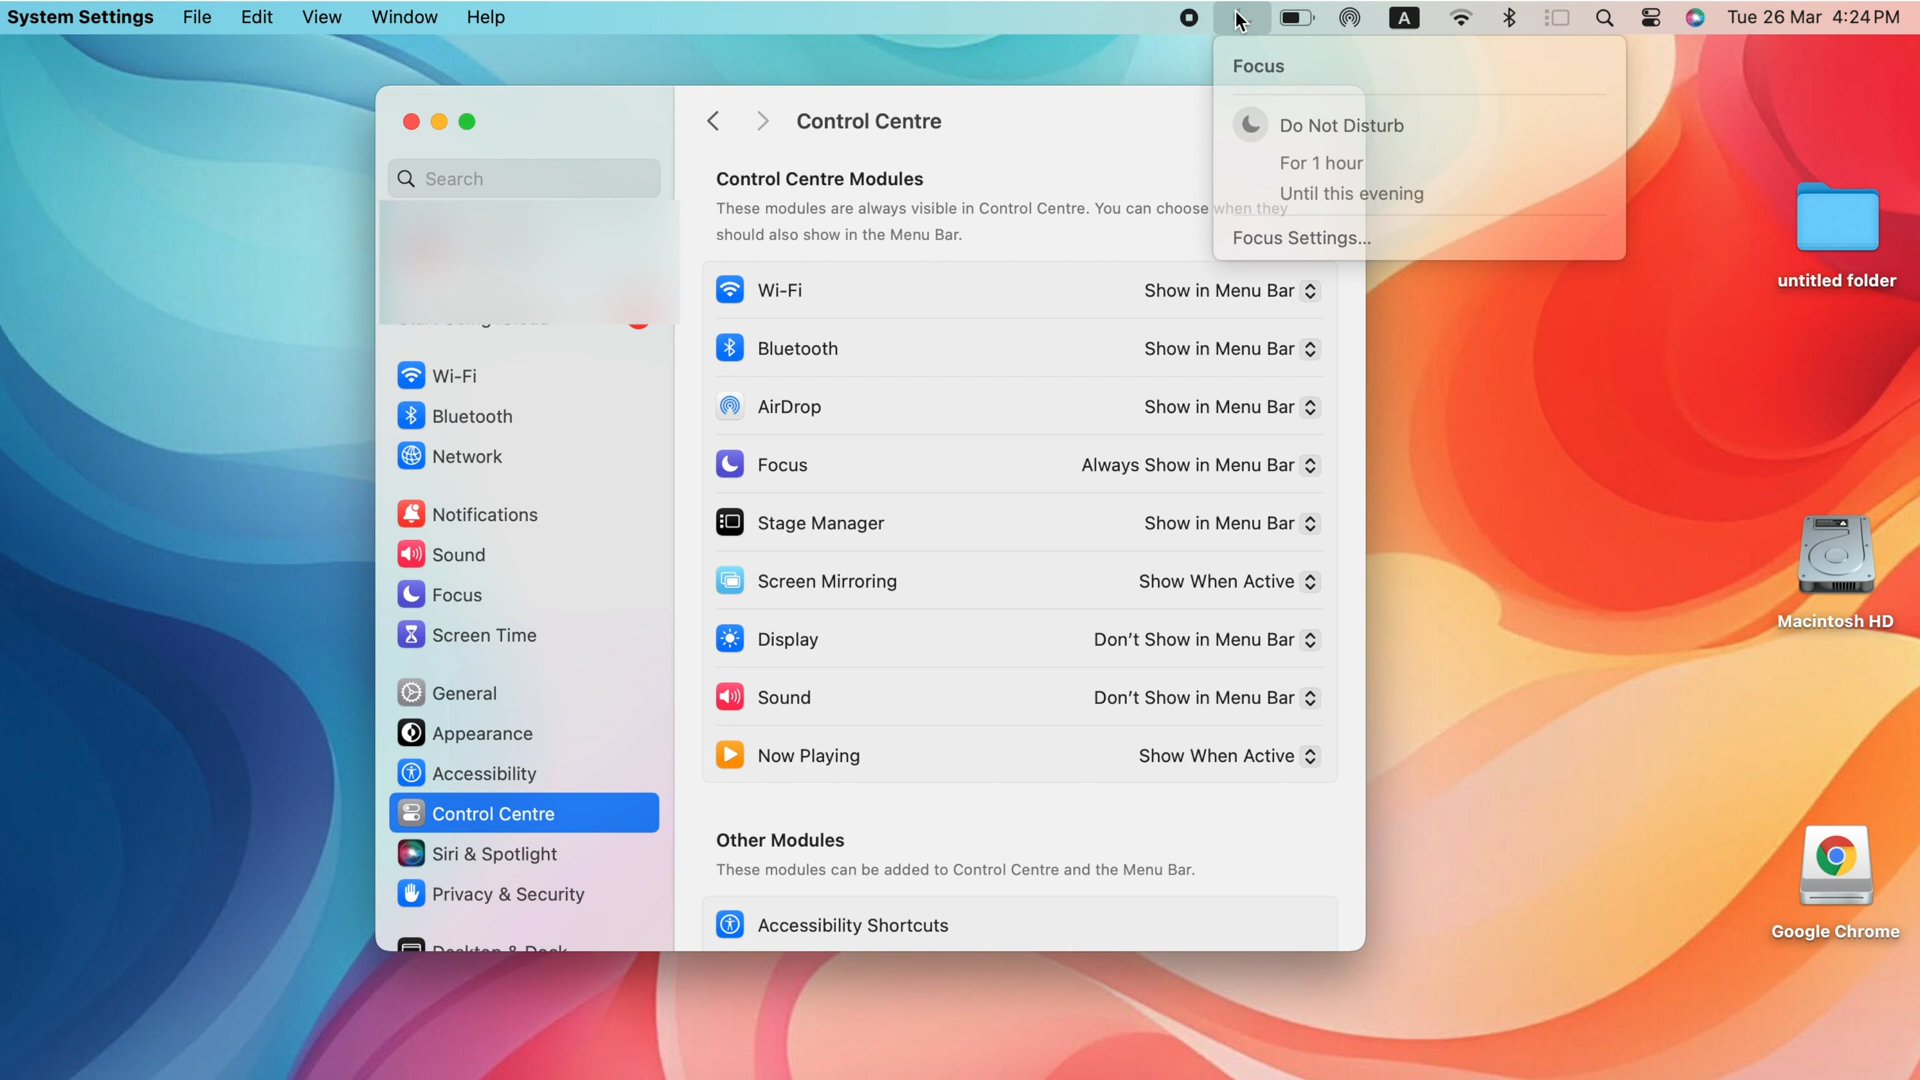 System Settings File Edit View Window Help
A
Tue 26 Mar 4:24 PM
Focus
Do Not Disturb
For 1 hour
Until this evening
Focus Settings...
Search
Wi-Fi
Bluetooth
Network
Notifications
Sound
Focus
Screen Time
General
Appearance
Accessibility
Control Centre
Siri & Spotlight
Privacy & Security
Desktop & Dock
Control Centre
Control Centre Modules
These modules are always visible in Control Centre. You can choose when they
should also show in the Menu Bar.
Wi-Fi Show in Menu Bar
Bluetooth Show in Menu Bar
AirDrop Show in Menu Bar
Focus Always Show in Menu Bar
Stage Manager Show in Menu Bar
Screen Mirroring Show When Active
Display Don't Show in Menu Bar
Sound Don't Show in Menu Bar
Now Playing Show When Active
Other Modules
These modules can be added to Control Centre and the Menu Bar.
Accessibility Shortcuts
untitled folder
Macintosh HD
Google Chrome